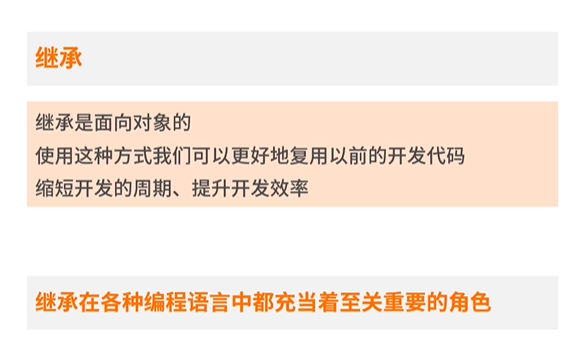 继承
继承是面向对象的
使用这种方式我们可以更好地复用以前的开发代码
缩短开发的周期、提升开发效率
继承在各种编程语言中都充当着至关重要的角色